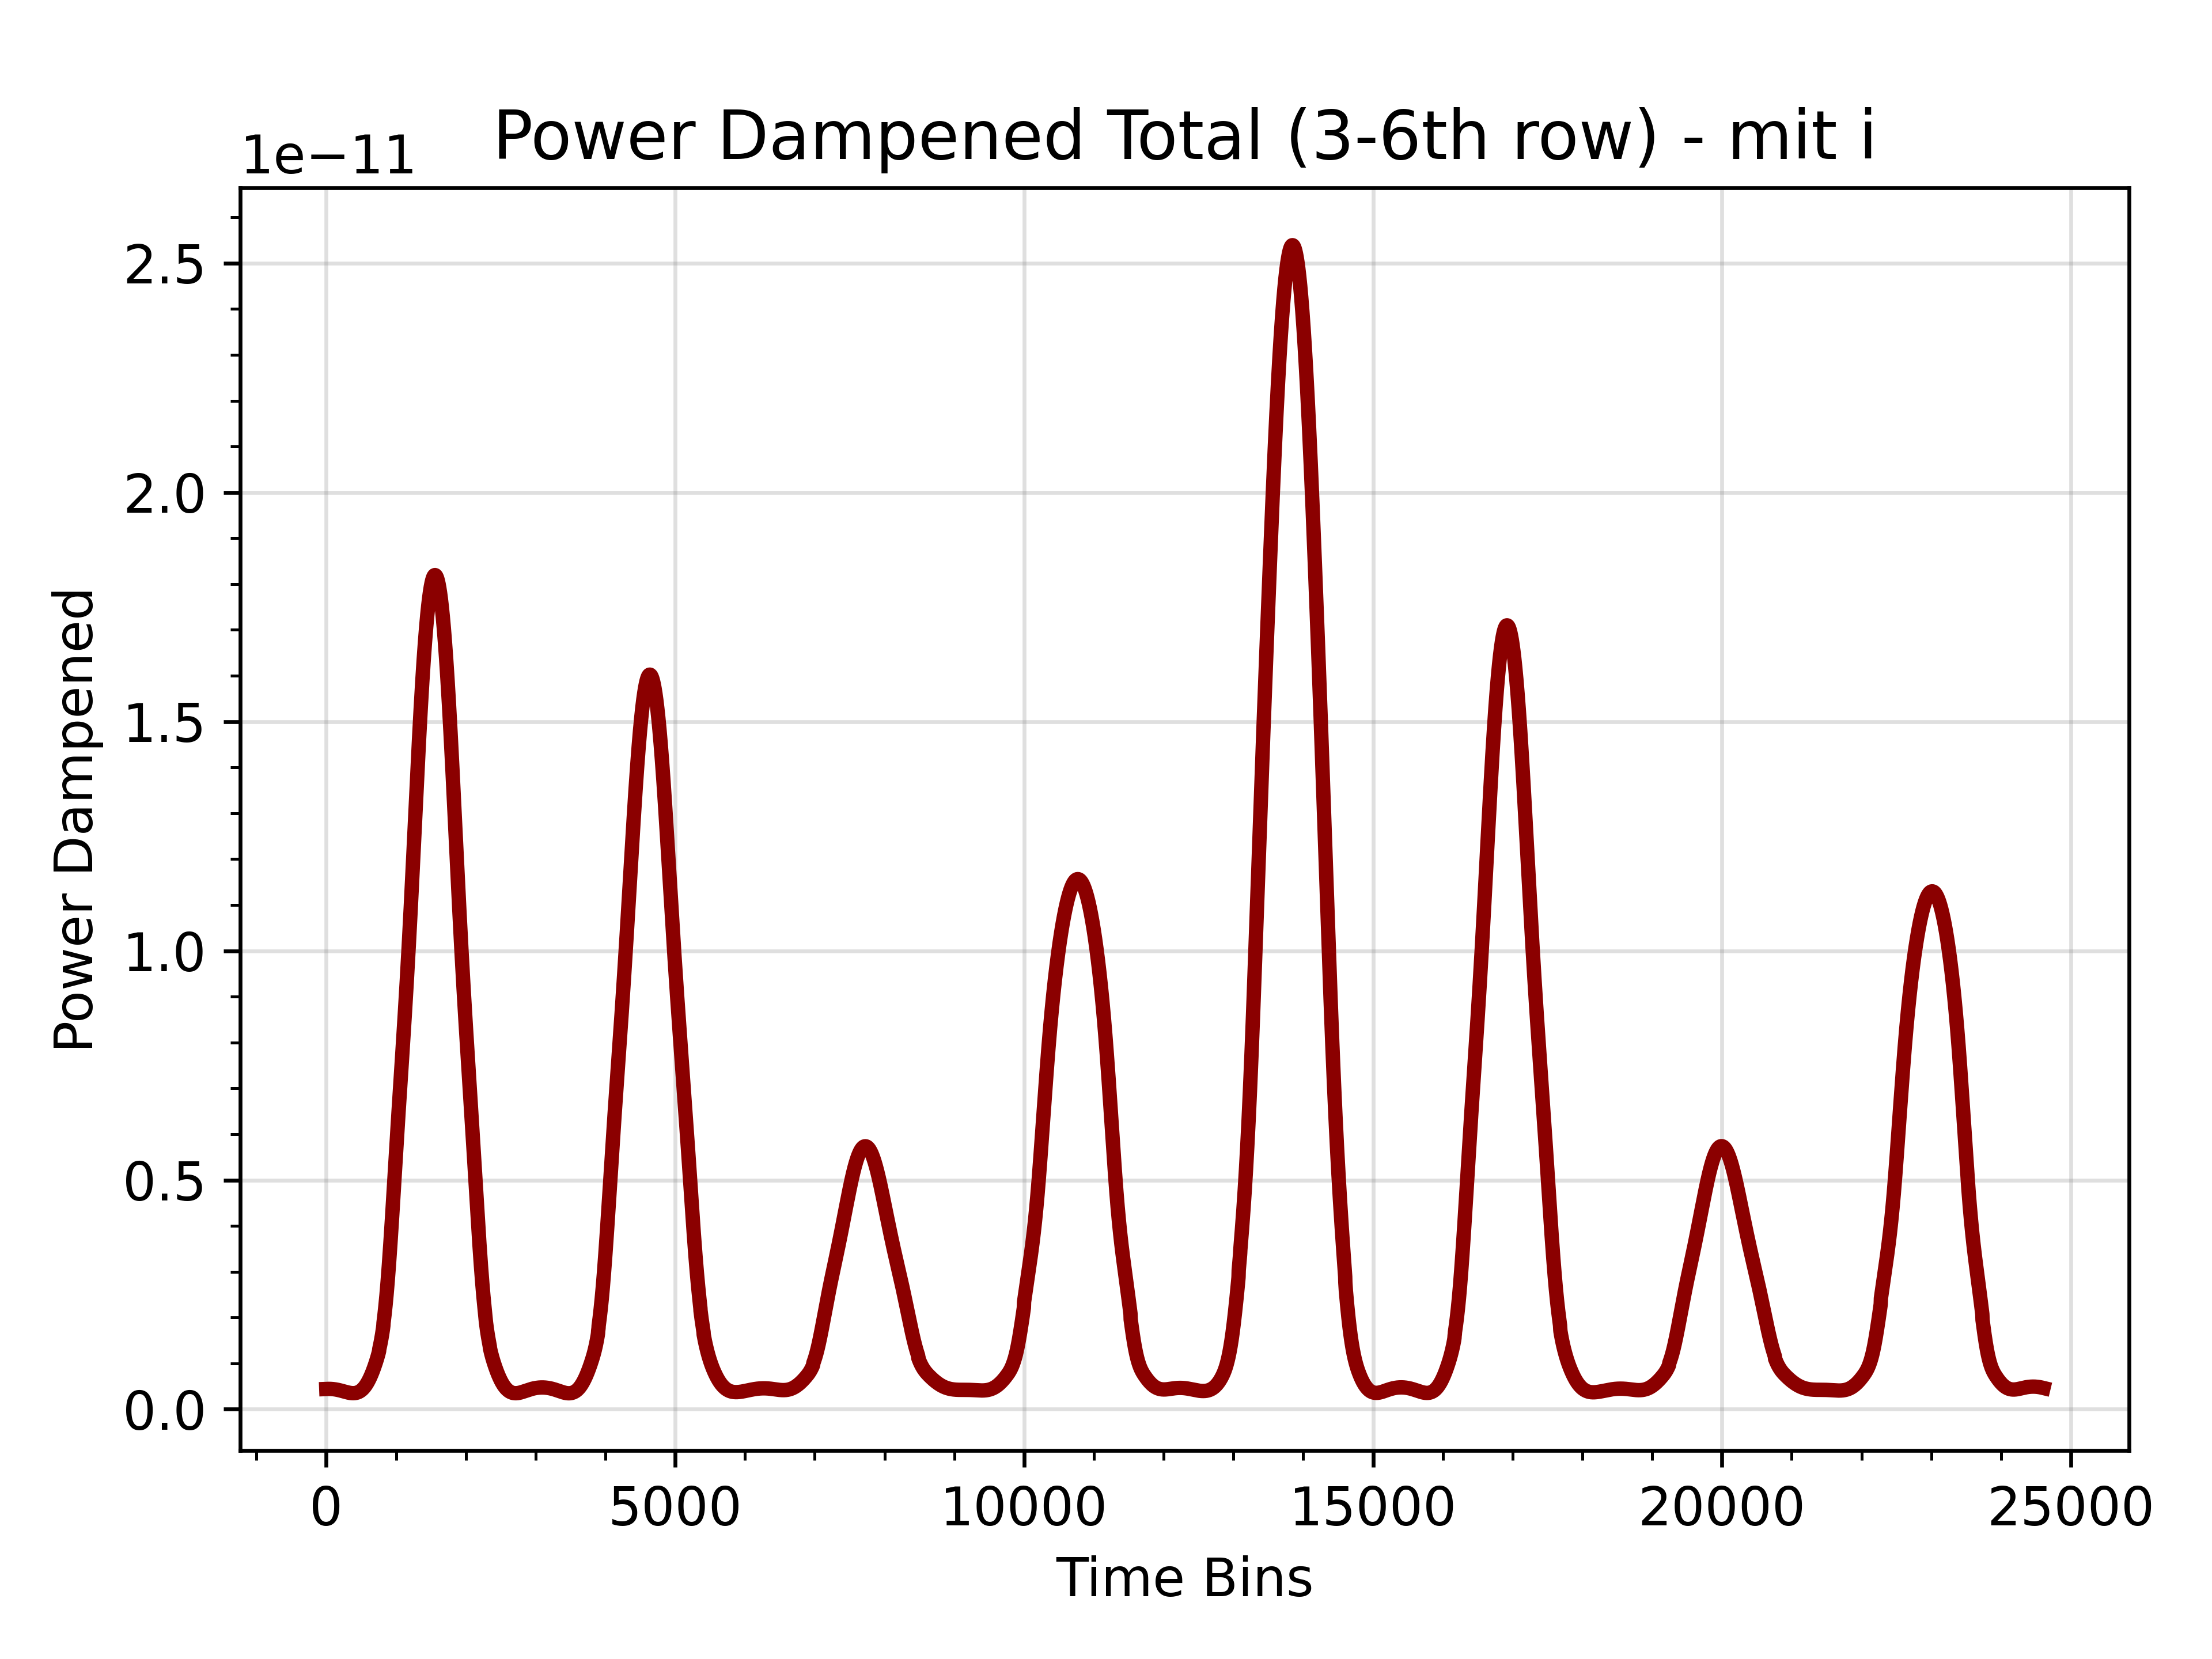 Power Dampened Total (3-6th row) - mit i
1e−11
2.5
2.0
1.5
1.0
0.5
0.0
Power Dampened
0 5000 10000 15000 20000 25000
Time Bins